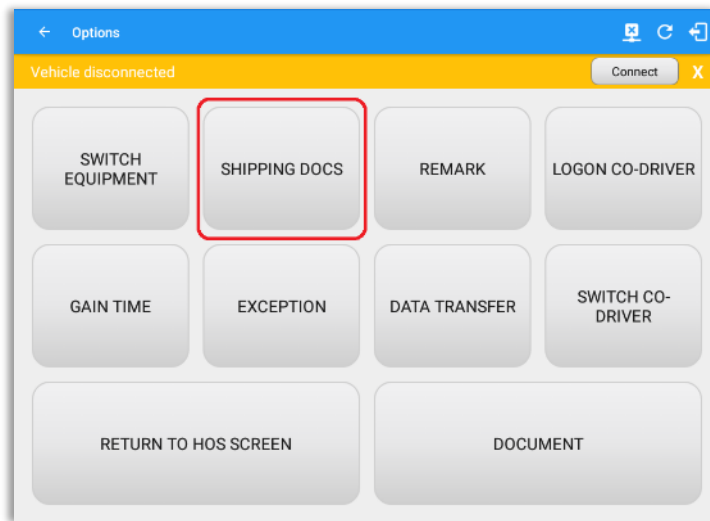 Options
Vehicle disconnected
Connect
X
SWITCH
EQUIPMENT
SHIPPING DOCS
REMARK
LOGON CO-DRIVER
GAIN TIME
EXCEPTION
DATA TRANSFER
SWITCH CO-
DRIVER
RETURN TO HOS SCREEN
DOCUMENT